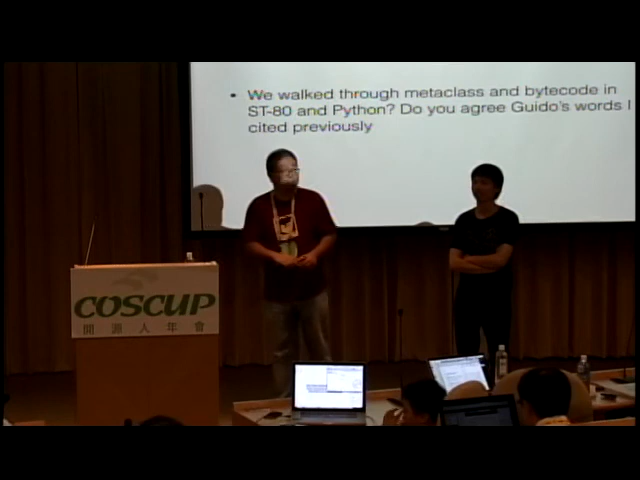 • We walked through metaclass and bytecode in
ST-80 and Python? Do you agree Guido's words I
cited previously
COSCUP
開源人年會